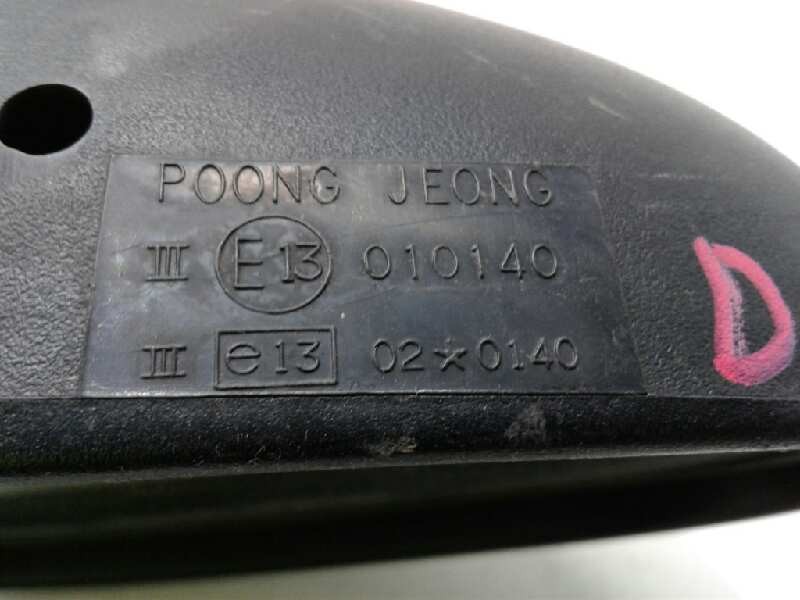 POONG JEONG
III E13 010140
III e13 02★0140
D